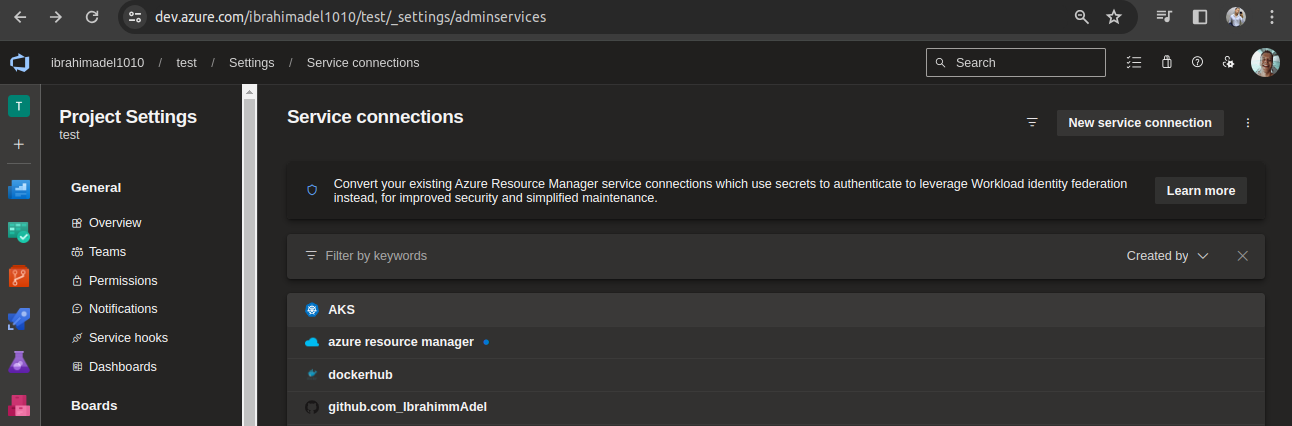 dev.azure.com/ibrahimadel1010/test/_settings/adminservices
ibrahimadel1010 / test / Settings / Service connections
Search
T
Project Settings
test
General
Overview
Teams
Permissions
Notifications
Service hooks
Dashboards
Boards
Service connections
New service connection
Convert your existing Azure Resource Manager service connections which use secrets to authenticate to leverage Workload identity federation
instead, for improved security and simplified maintenance.
Learn more
Filter by keywords
Created by
AKS
azure resource manager
dockerhub
github.com_IbrahimmAdel